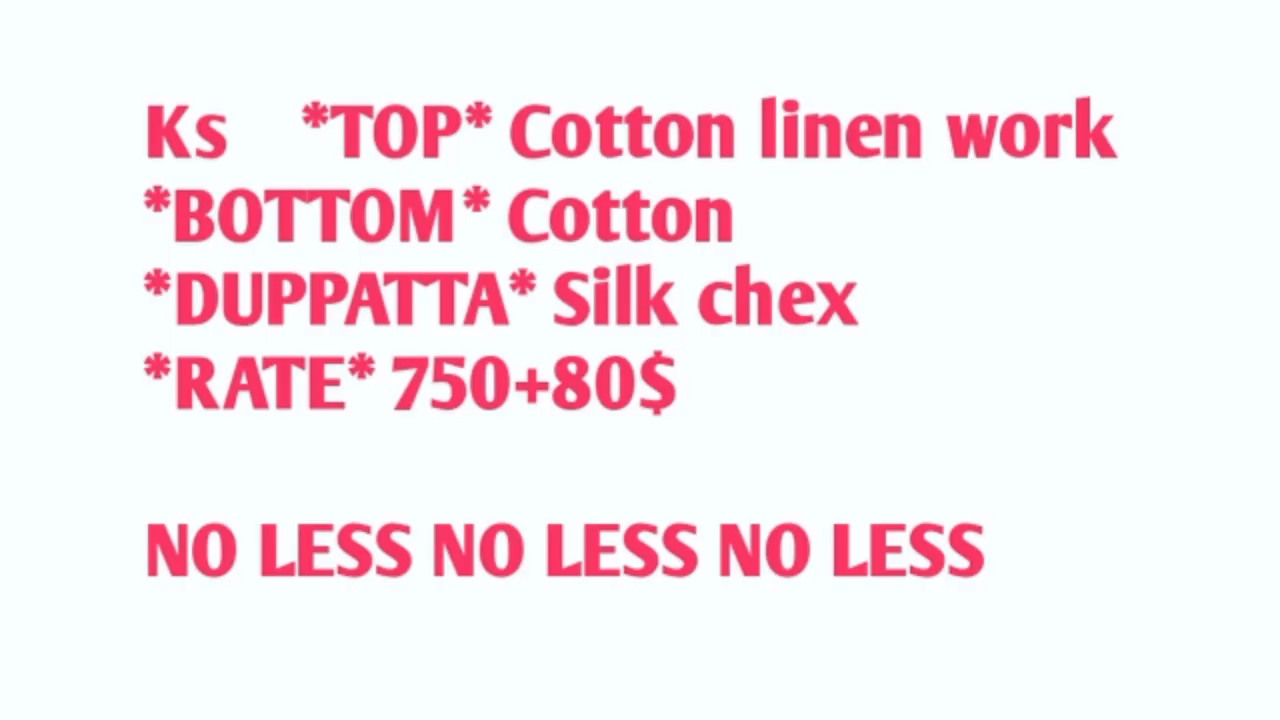 Ks *TOP* Cotton linen work
*BOTTOM* Cotton
*DUPPATTA* Silk chex
*RATE* 750+80$
NO LESS NO LESS NO LESS